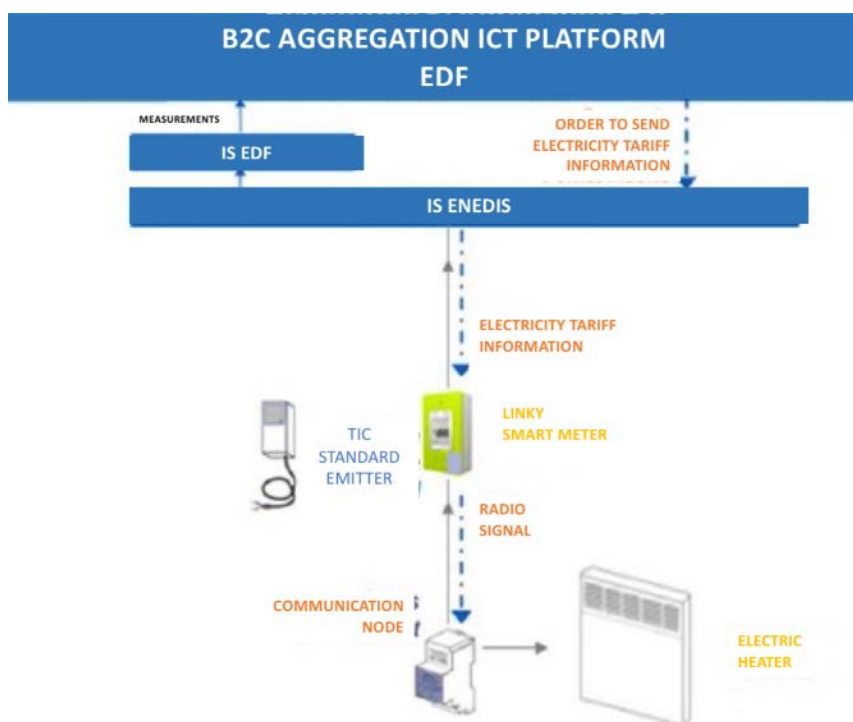 B2C AGGREGATION ICT PLATFORM
EDF
MEASUREMENTS
ORDER TO SEND
ELECTRICITY TARIFF
INFORMATION
IS EDF
IS ENEDIS
ELECTRICITY TARIFF
INFORMATION
LINKY
SMART METER
TIC
STANDARD
EMITTER
RADIO
SIGNAL
COMMUNICATION
NODE
ELECTRIC
HEATER